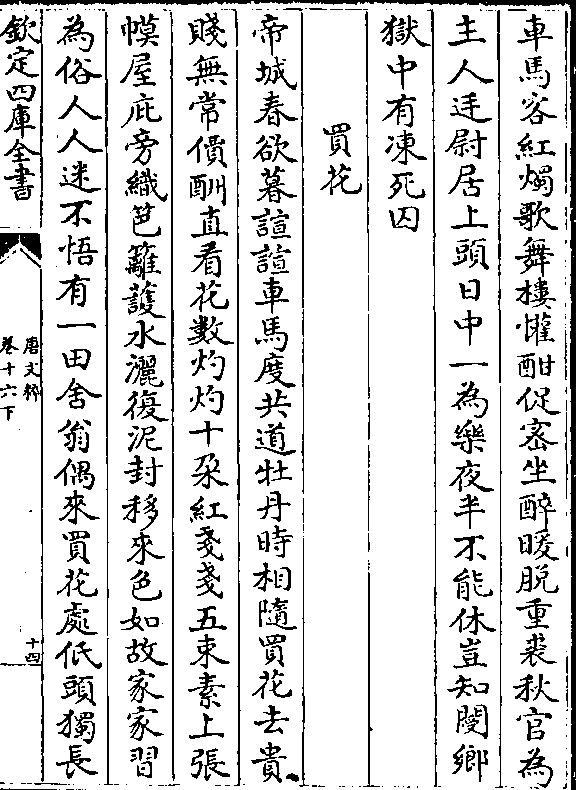 車馬客紅燭歌舞樓懽酣促密坐醉暖脱重裘秋官為
主人廷尉居上頭日中一為樂夜半不能休豈知閿鄉
獄中有凍死囚
買花
帝城春欲暮諠諠車馬度共道牡丹時相隨買花去貴
賤無常價酬直看花數灼灼十朶紅戔戔五束素上張
幙屋庇旁織芭籬護水灑復泥封移來色如故家家習
為俗人人迷不悟有一田舍翁偶來買花處低頭獨長
欽定四庫全書
唐文粹
卷十六下
十四